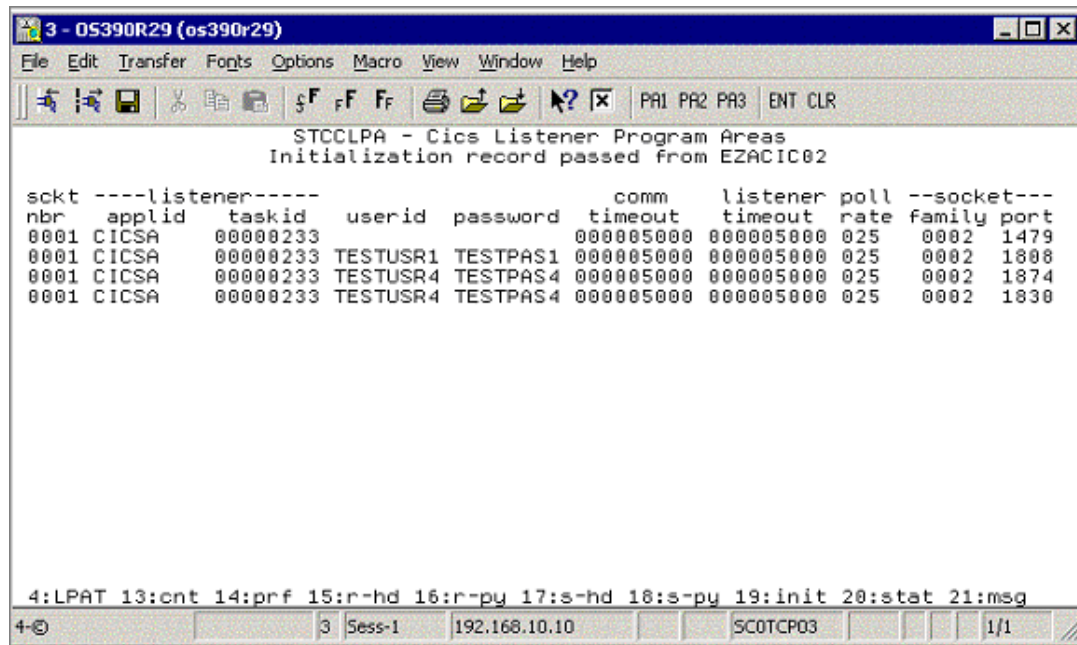 3 - OS390R29 (os390r29)
File Edit Transfer Fonts Options Macro View Window Help
PA1 PA2 PA3 ENT CLR
STCCLPA - Cics Listener Program Areas
Initialization record passed from EZACIC02
sckt ----listener----- comm listener poll --socket---
nbr applid taskid userid password timeout timeout rate family port
0001 CICSA 00000233 000005000 000005000 025 0002 1479
0001 CICSA 00000233 TESTUSR1 TESTPAS1 000005000 000005000 025 0002 1808
0001 CICSA 00000233 TESTUSR4 TESTPAS4 000005000 000005000 025 0002 1874
0001 CICSA 00000233 TESTUSR4 TESTPAS4 000005000 000005000 025 0002 1830
4:LPAT 13:cnt 14:prf 15:r-hd 16:r-py 17:s-hd 18:s-py 19:init 20:stat 21:msg
4-© 3 Sess-1 192.168.10.10 SC0TCP03 1/1